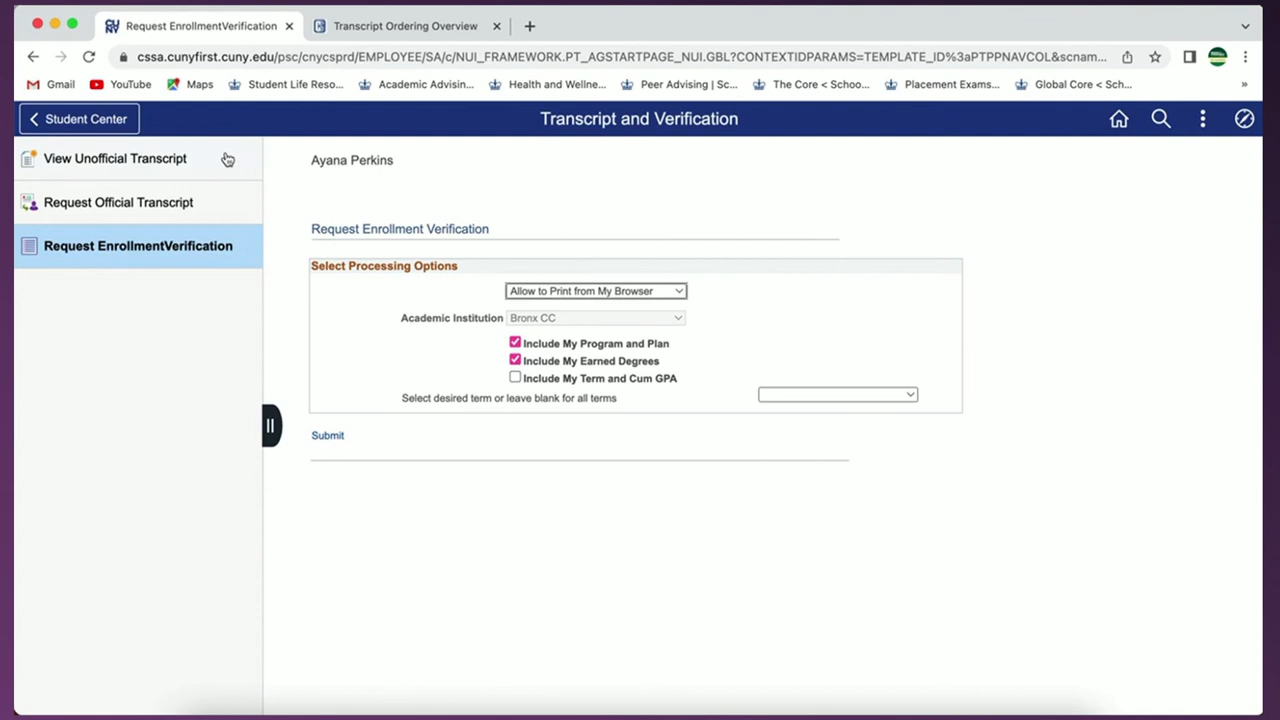 Request EnrollmentVerification
Transcript Ordering Overview
cssa.cunyfirst.cuny.edu/psc/cnycsprd/EMPLOYEE/SA/c/NUI_FRAMEWORK.PT_AGSTARTPAGE_NUI.GBL?CONTEXTIDPARAMS=TEMPLATE_ID%3aPTPPNAVCOL&scnam...
Gmail YouTube Maps Student Life Reso... Academic Advisin... Health and Wellne... Peer Advising | Sc... The Core < Schoo... Placement Exams... Global Core < Sch... »
Student Center
Transcript and Verification
View Unofficial Transcript
Request Official Transcript
Request EnrollmentVerification
Ayana Perkins
Request Enrollment Verification
Select Processing Options
Allow to Print from My Browser
Academic Institution Bronx CC
Include My Program and Plan
Include My Earned Degrees
Include My Term and Cum GPA
Select desired term or leave blank for all terms
Submit